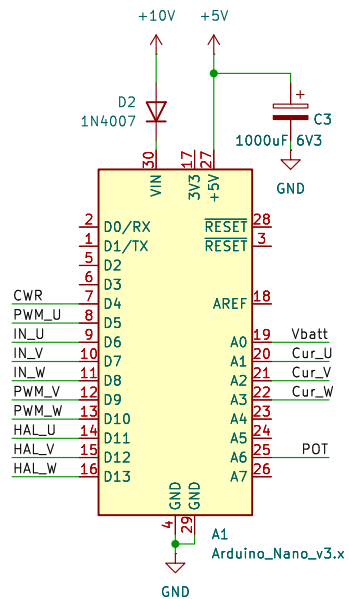 +10V +5V
D2
1N4007
+
C3
1000uF 6V3
GND
30 17 27
VIN 3V3 +5V
2 D0/RX RESET 28
1 D1/TX RESET 3
5 D2
6 D3
CWR 7 D4 AREF 18
PWM_U 8 D5
IN_U 9 D6 A0 19 Vbatt
IN_V 10 D7 A1 20 Cur_U
IN_W 11 D8 A2 21 Cur_V
PWM_V 12 D9 A3 22 Cur_W
PWM_W 13 D10 A4 23
HAL_U 14 D11 A5 24
HAL_V 15 D12 A6 25 POT
HAL_W 16 D13 A7 26
GND GND
4 29
A1
Arduino_Nano_v3.x
GND